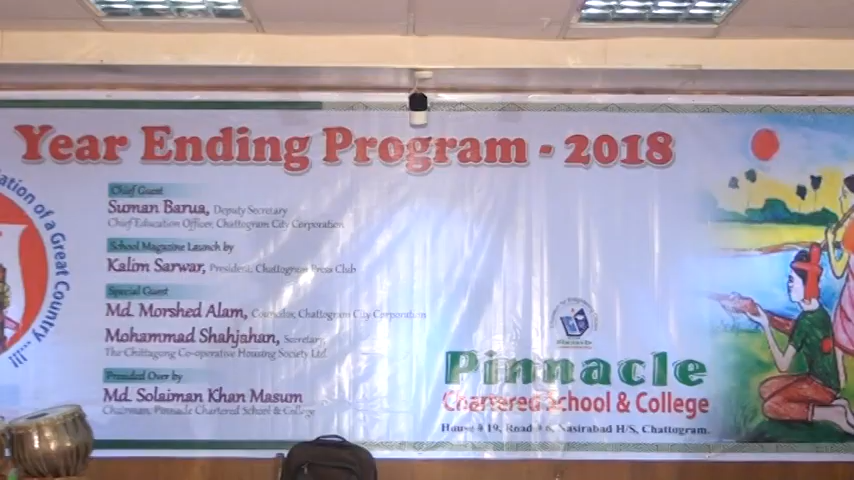 Year Ending Program - 2018
ation of a Great Country...!!!
Chief Guest
Suman Barua, Deputy Secretary
Chief Education Officer, Chattogram City Corporation
School Magazine Launch by
Kalim Sarwar, President, Chattogram Press Club
Special Guest
Md. Morshed Alam, Councilor, Chattogram City Corporation
Mohammad Shahjahan, Secretary,
The Chittagong Co-operative Housing Society Ltd.
Presided Over by
Md. Solaiman Khan Masum
Chairman, Pinnacle Chartered School & College
Pinnacle
Chartered School & College
House # 19, Road # 6, Nasirabad H/S, Chattogram.